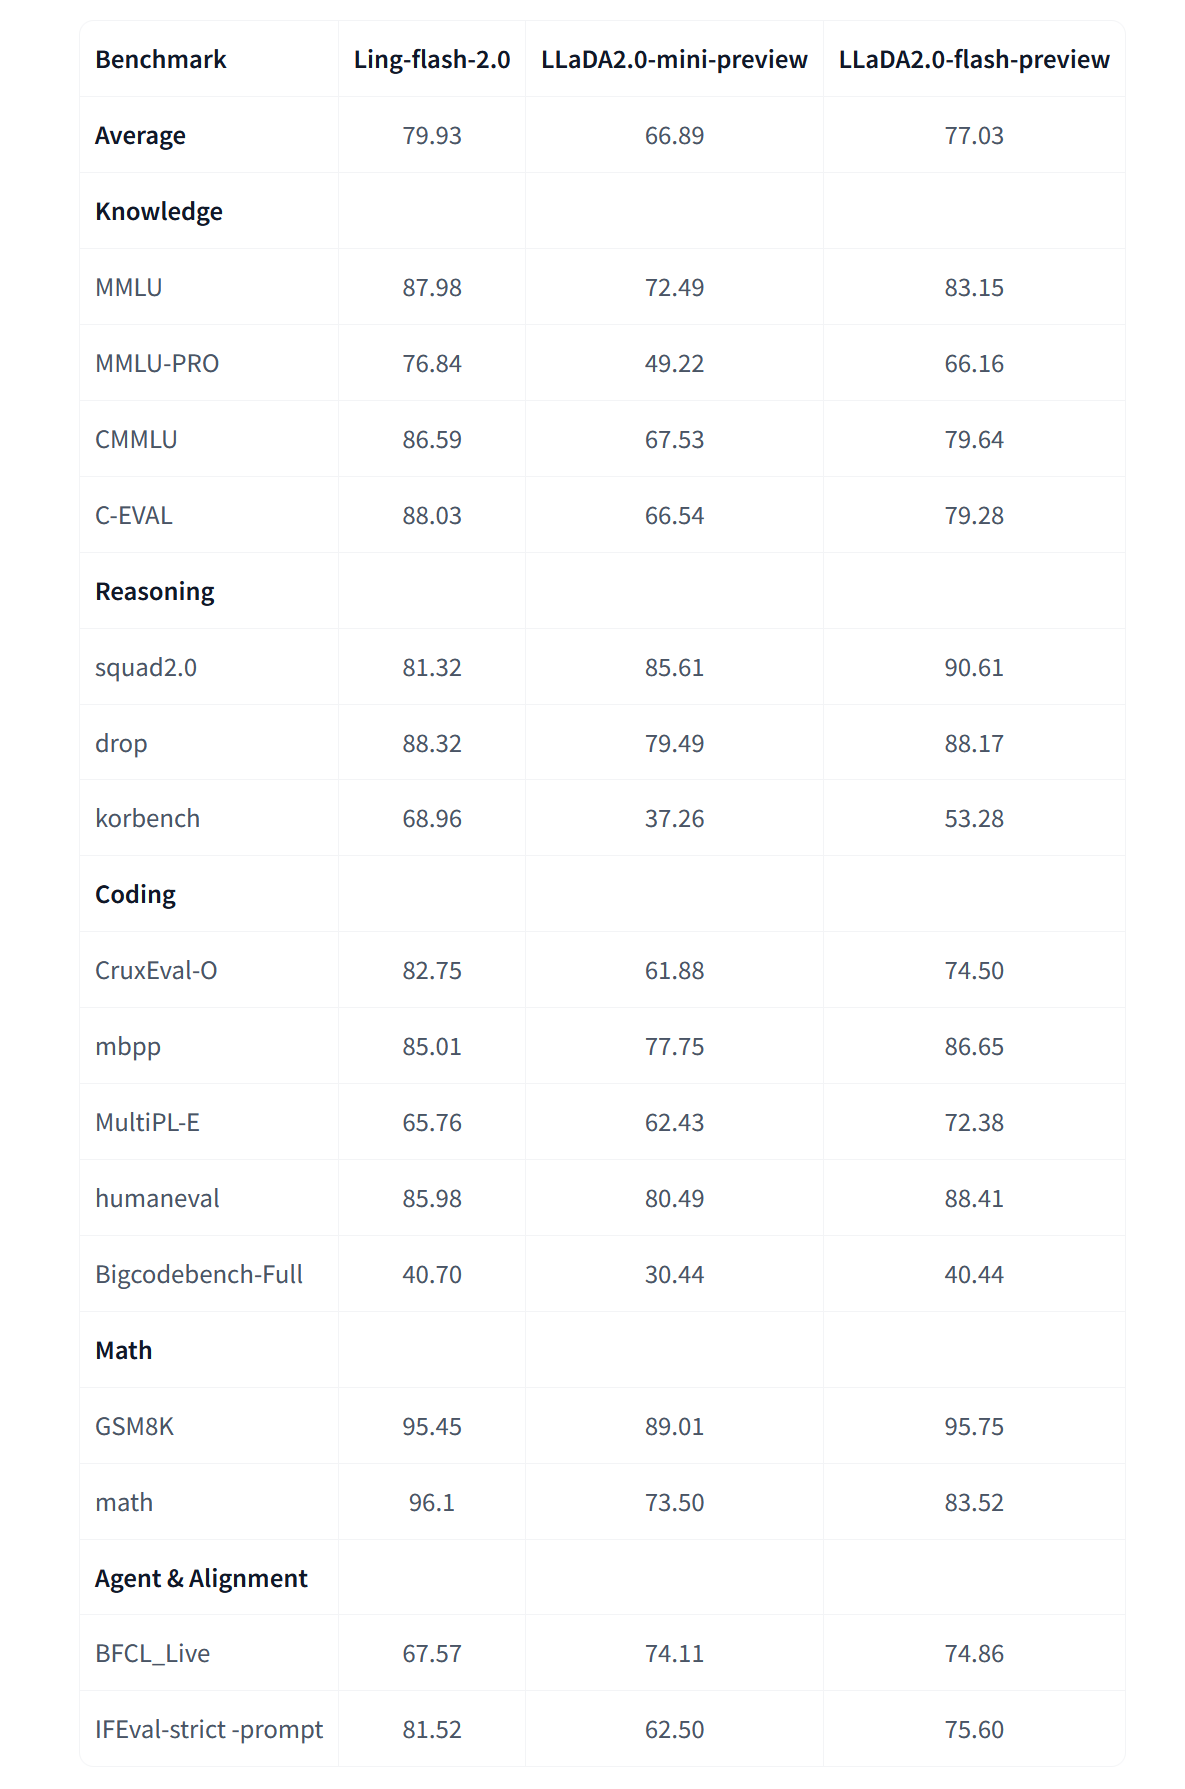 Benchmark Ling-flash-2.0 LLaDA2.0-mini-preview LLaDA2.0-flash-preview
Average 79.93 66.89 77.03
Knowledge
MMLU 87.98 72.49 83.15
MMLU-PRO 76.84 49.22 66.16
CMMLU 86.59 67.53 79.64
C-EVAL 88.03 66.54 79.28
Reasoning
squad2.0 81.32 85.61 90.61
drop 88.32 79.49 88.17
korbench 68.96 37.26 53.28
Coding
CruxEval-O 82.75 61.88 74.50
mbpp 85.01 77.75 86.65
MultiPL-E 65.76 62.43 72.38
humaneval 85.98 80.49 88.41
Bigcodebench-Full 40.70 30.44 40.44
Math
GSM8K 95.45 89.01 95.75
math 96.1 73.50 83.52
Agent & Alignment
BFCL_Live 67.57 74.11 74.86
IFEval-strict -prompt 81.52 62.50 75.60